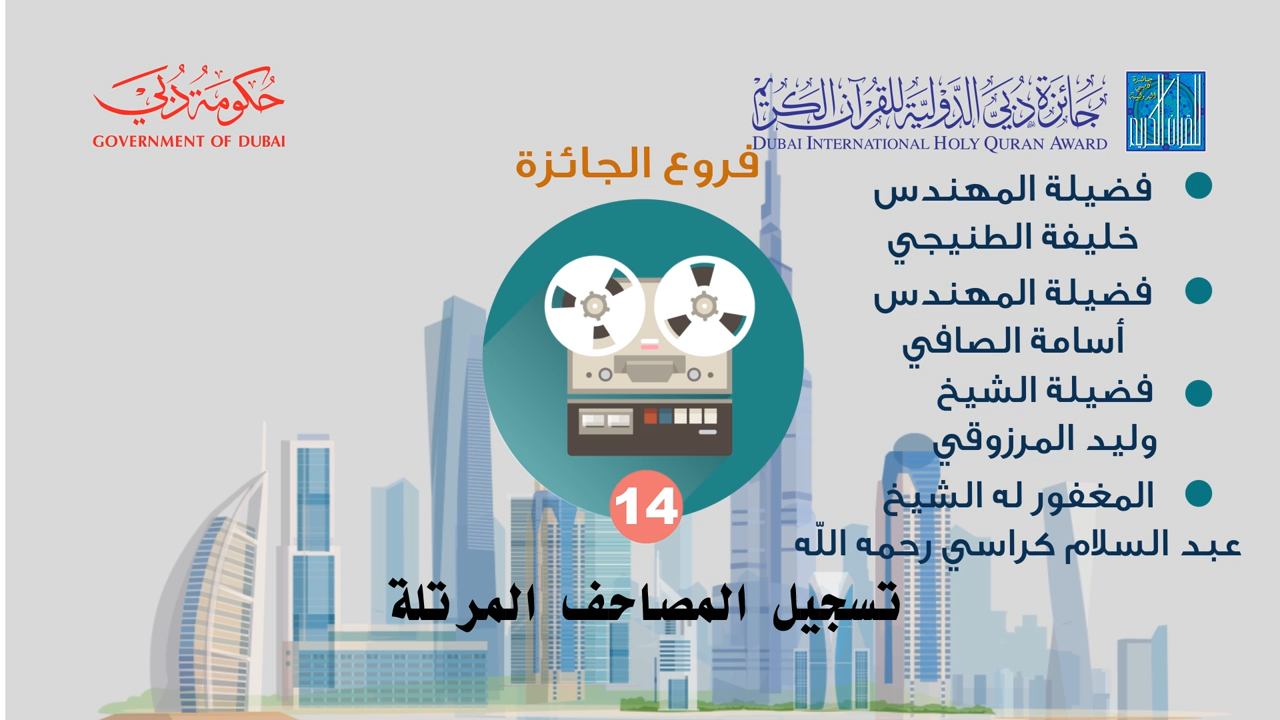 حكومة دبي
GOVERNMENT OF DUBAI
جائزة دبي الدولية للقرآن الكريم
DUBAI INTERNATIONAL HOLY QURAN AWARD
فروع الجائزة
فضيلة المهندس
خليفة الطنيجي
فضيلة المهندس
أسامة الصافي
فضيلة الشيخ
وليد المرزوقي
المغفور له الشيخ
عبد السلام كراسي رحمه الله
14
تسجيل المصاحف المرتلة